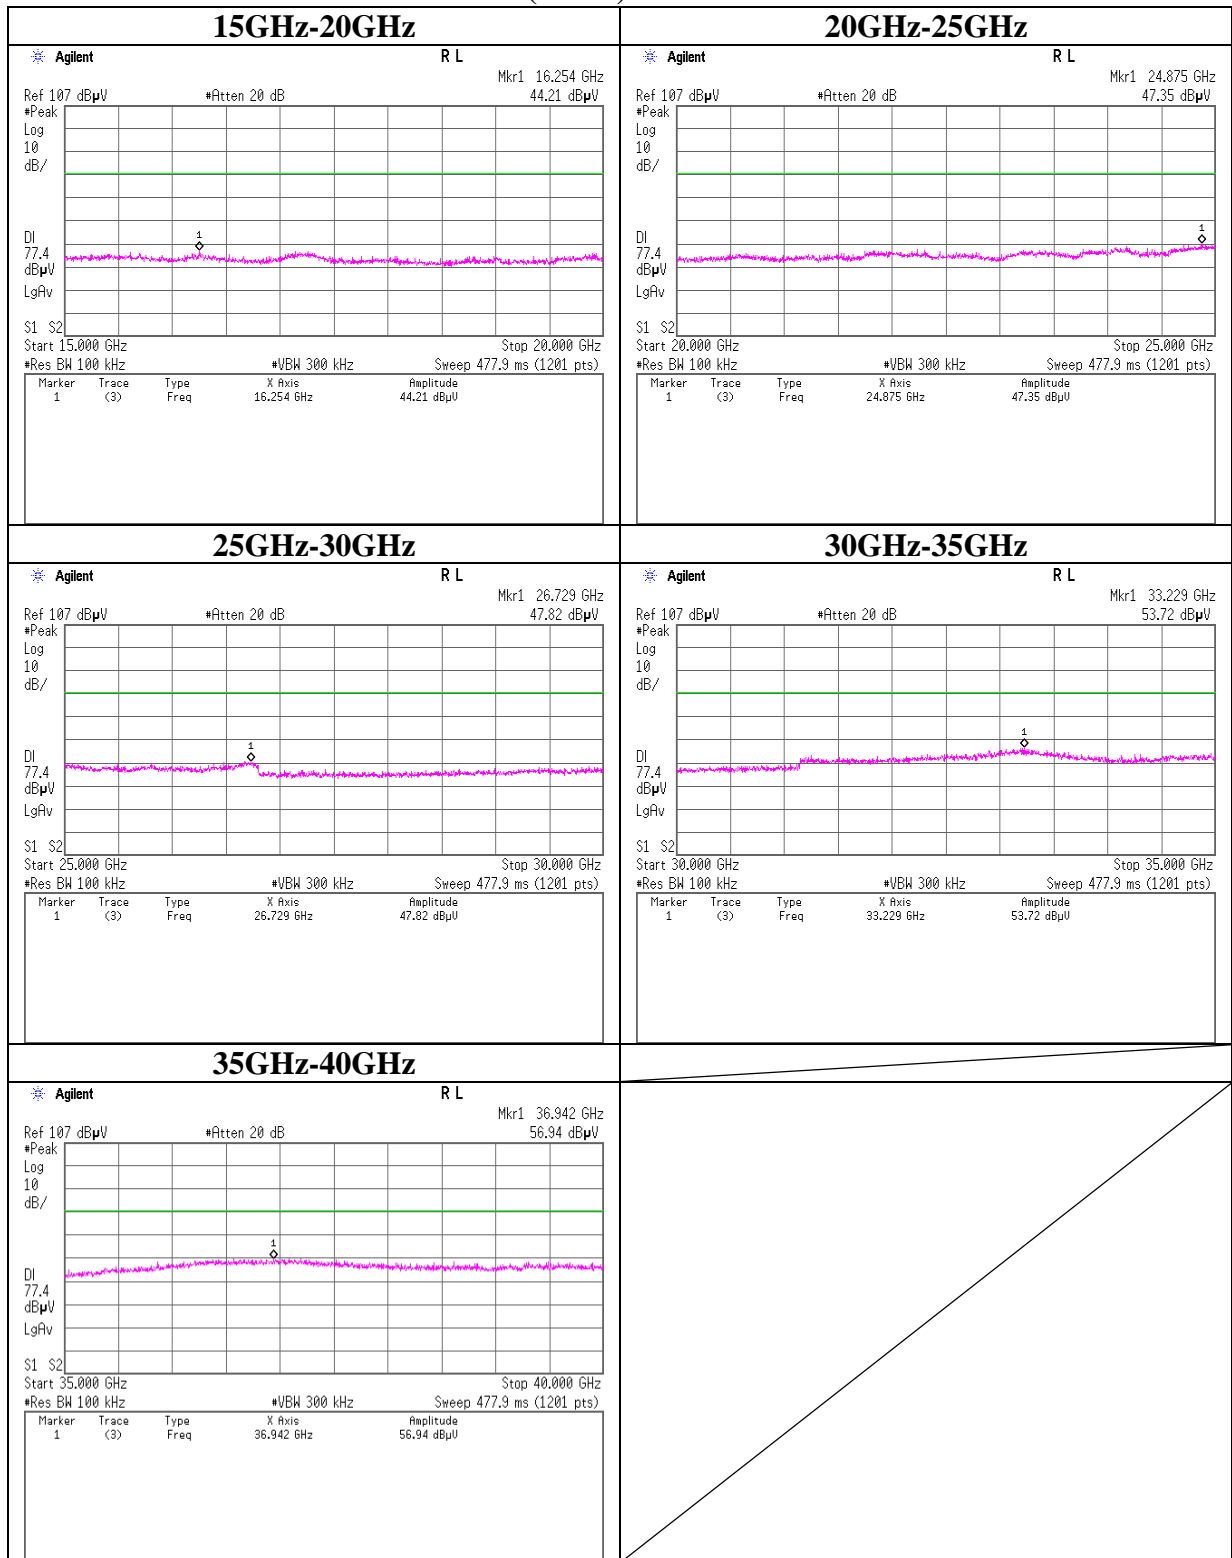 15GHz-20GHz
Agilent R L
Mkr1 16.254 GHz
Ref 107 dBµV #Atten 20 dB 44.21 dBµV
#Peak
Log
10
dB/
1
DI
77.4
dBµV
LgAv
S1 S2
Start 15.000 GHz Stop 20.000 GHz
#Res BW 100 kHz #VBW 300 kHz Sweep 477.9 ms (1201 pts)
Marker Trace Type X Axis Amplitude
1 (3) Freq 16.254 GHz 44.21 dBµV
20GHz-25GHz
Agilent R L
Mkr1 24.875 GHz
Ref 107 dBµV #Atten 20 dB 47.35 dBµV
#Peak
Log
10
dB/
1
DI
77.4
dBµV
LgAv
S1 S2
Start 20.000 GHz Stop 25.000 GHz
#Res BW 100 kHz #VBW 300 kHz Sweep 477.9 ms (1201 pts)
Marker Trace Type X Axis Amplitude
1 (3) Freq 24.875 GHz 47.35 dBµV
25GHz-30GHz
Agilent R L
Mkr1 26.729 GHz
Ref 107 dBµV #Atten 20 dB 47.82 dBµV
#Peak
Log
10
dB/
1
DI
77.4
dBµV
LgAv
S1 S2
Start 25.000 GHz Stop 30.000 GHz
#Res BW 100 kHz #VBW 300 kHz Sweep 477.9 ms (1201 pts)
Marker Trace Type X Axis Amplitude
1 (3) Freq 26.729 GHz 47.82 dBµV
30GHz-35GHz
Agilent R L
Mkr1 33.229 GHz
Ref 107 dBµV #Atten 20 dB 53.72 dBµV
#Peak
Log
10
dB/
1
DI
77.4
dBµV
LgAv
S1 S2
Start 30.000 GHz Stop 35.000 GHz
#Res BW 100 kHz #VBW 300 kHz Sweep 477.9 ms (1201 pts)
Marker Trace Type X Axis Amplitude
1 (3) Freq 33.229 GHz 53.72 dBµV
35GHz-40GHz
Agilent R L
Mkr1 36.942 GHz
Ref 107 dBµV #Atten 20 dB 56.94 dBµV
#Peak
Log
10
dB/
1
DI
77.4
dBµV
LgAv
S1 S2
Start 35.000 GHz Stop 40.000 GHz
#Res BW 100 kHz #VBW 300 kHz Sweep 477.9 ms (1201 pts)
Marker Trace Type X Axis Amplitude
1 (3) Freq 36.942 GHz 56.94 dBµV